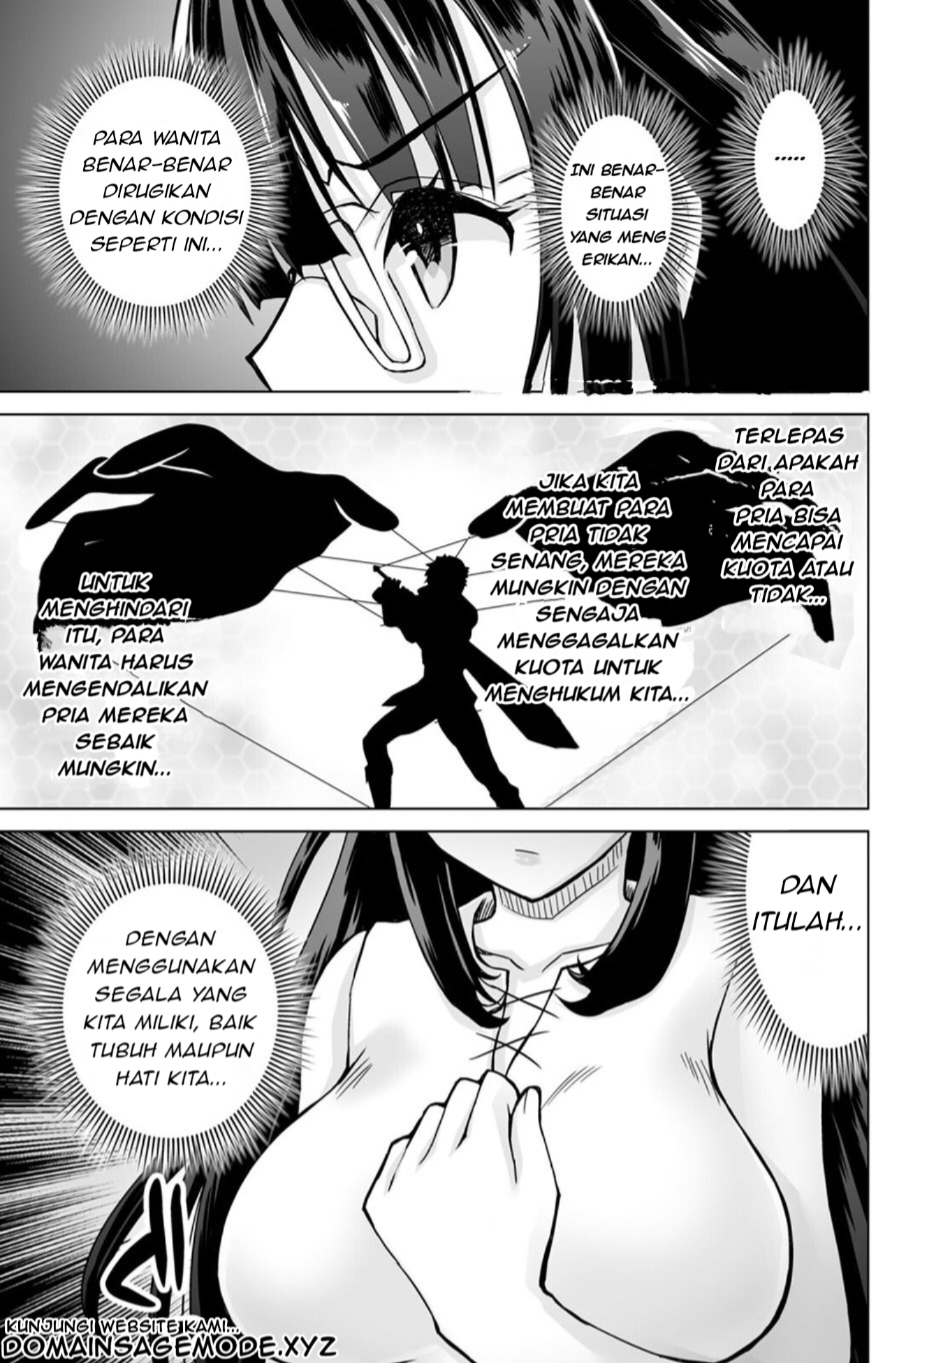 .....
INI BENAR-
BENAR
SITUASI
YANG MENG
ERIKAN...
PARA WANITA
BENAR-BENAR
DIRUGIKAN
DENGAN KONDISI
SEPERTI INI...
TERLEPAS
DARI APAKAH
PARA
PRIA BISA
MENCAPAI
KUOTA ATAU
TIDAK...
JIKA KITA
MEMBUAT PARA
PRIA TIDAK
SENANG, MEREKA
MUNGKIN DENGAN
SENGAJA
MENGGAGALKAN
KUOTA UNTUK
MENGHUKUM KITA...
UNTUK
MENGHINDARI
ITU, PARA
WANITA HARUS
MENGENDALIKAN
PRIA MEREKA
SEBAIK
MUNGKIN...
DAN
ITULAH...
DENGAN
MENGGUNAKAN
SEGALA YANG
KITA MILIKI, BAIK
TUBUH MAUPUN
HATI KITA...
KUNJUNGI WEBSITE KAMI...
DOMAINSAGEMODE.XYZ